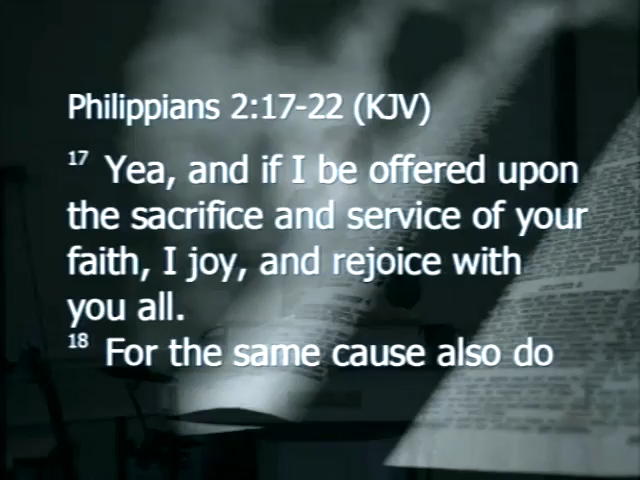 Philippians 2:17-22 (KJV)
17 Yea, and if I be offered upon
the sacrifice and service of your
faith, I joy, and rejoice with
you all.
18 For the same cause also do